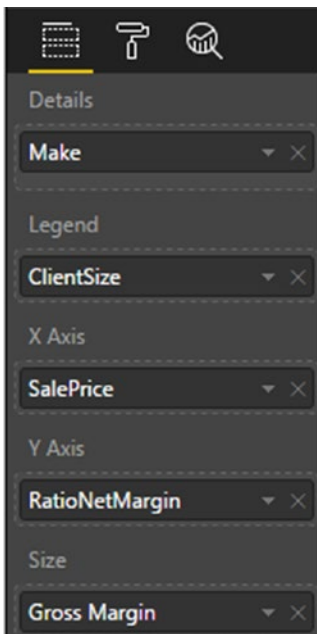 Details
Make
Legend
ClientSize
X Axis
SalePrice
Y Axis
RatioNetMargin
Size
Gross Margin